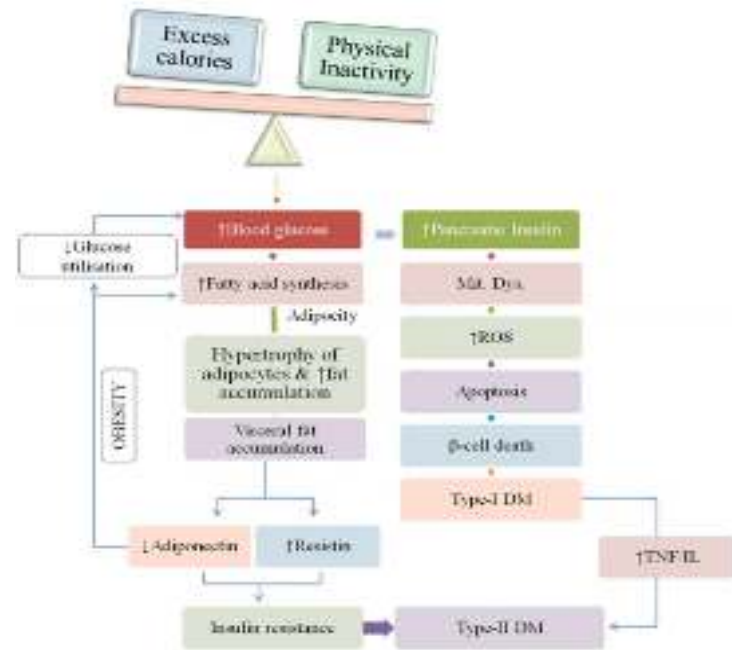 Excess
calories
Physical
Inactivity
↑Blood glucose
↑Pancreatic Insulin
↓Glucose
utilisation
↑Fatty acid synthesis
Mit. Dys.
Adipocity
↑ROS
Hypertrophy of
adipocytes & ↑fat
accumulation
Apoptosis
OBESITY
Visceral fat
accumulation
β-cell death
Type-I DM
↓Adiponectin
↑Resistin
↑TNF IL
Insulin resistance
Type-II DM